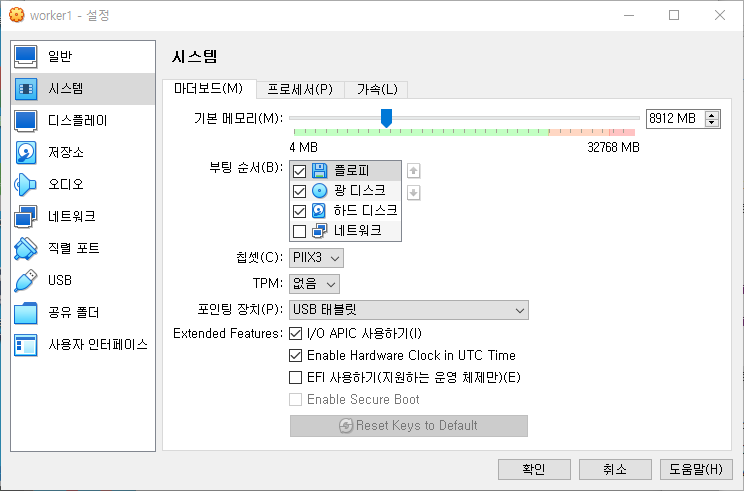 worker1 - 설정
일반
시스템
디스플레이
저장소
오디오
네트워크
직렬 포트
USB
공유 폴더
사용자 인터페이스
시스템
마더보드(M) 프로세서(P) 가속(L)
기본 메모리(M): 8912 MB
4 MB 32768 MB
부팅 순서(B): 플로피
광 디스크
하드 디스크
네트워크
칩셋(C): PIIX3
TPM: 없음
포인팅 장치(P): USB 태블릿
Extended Features: I/O APIC 사용하기(I)
Enable Hardware Clock in UTC Time
EFI 사용하기(지원하는 운영 체제만)(E)
Enable Secure Boot
Reset Keys to Default
확인 취소 도움말(H)